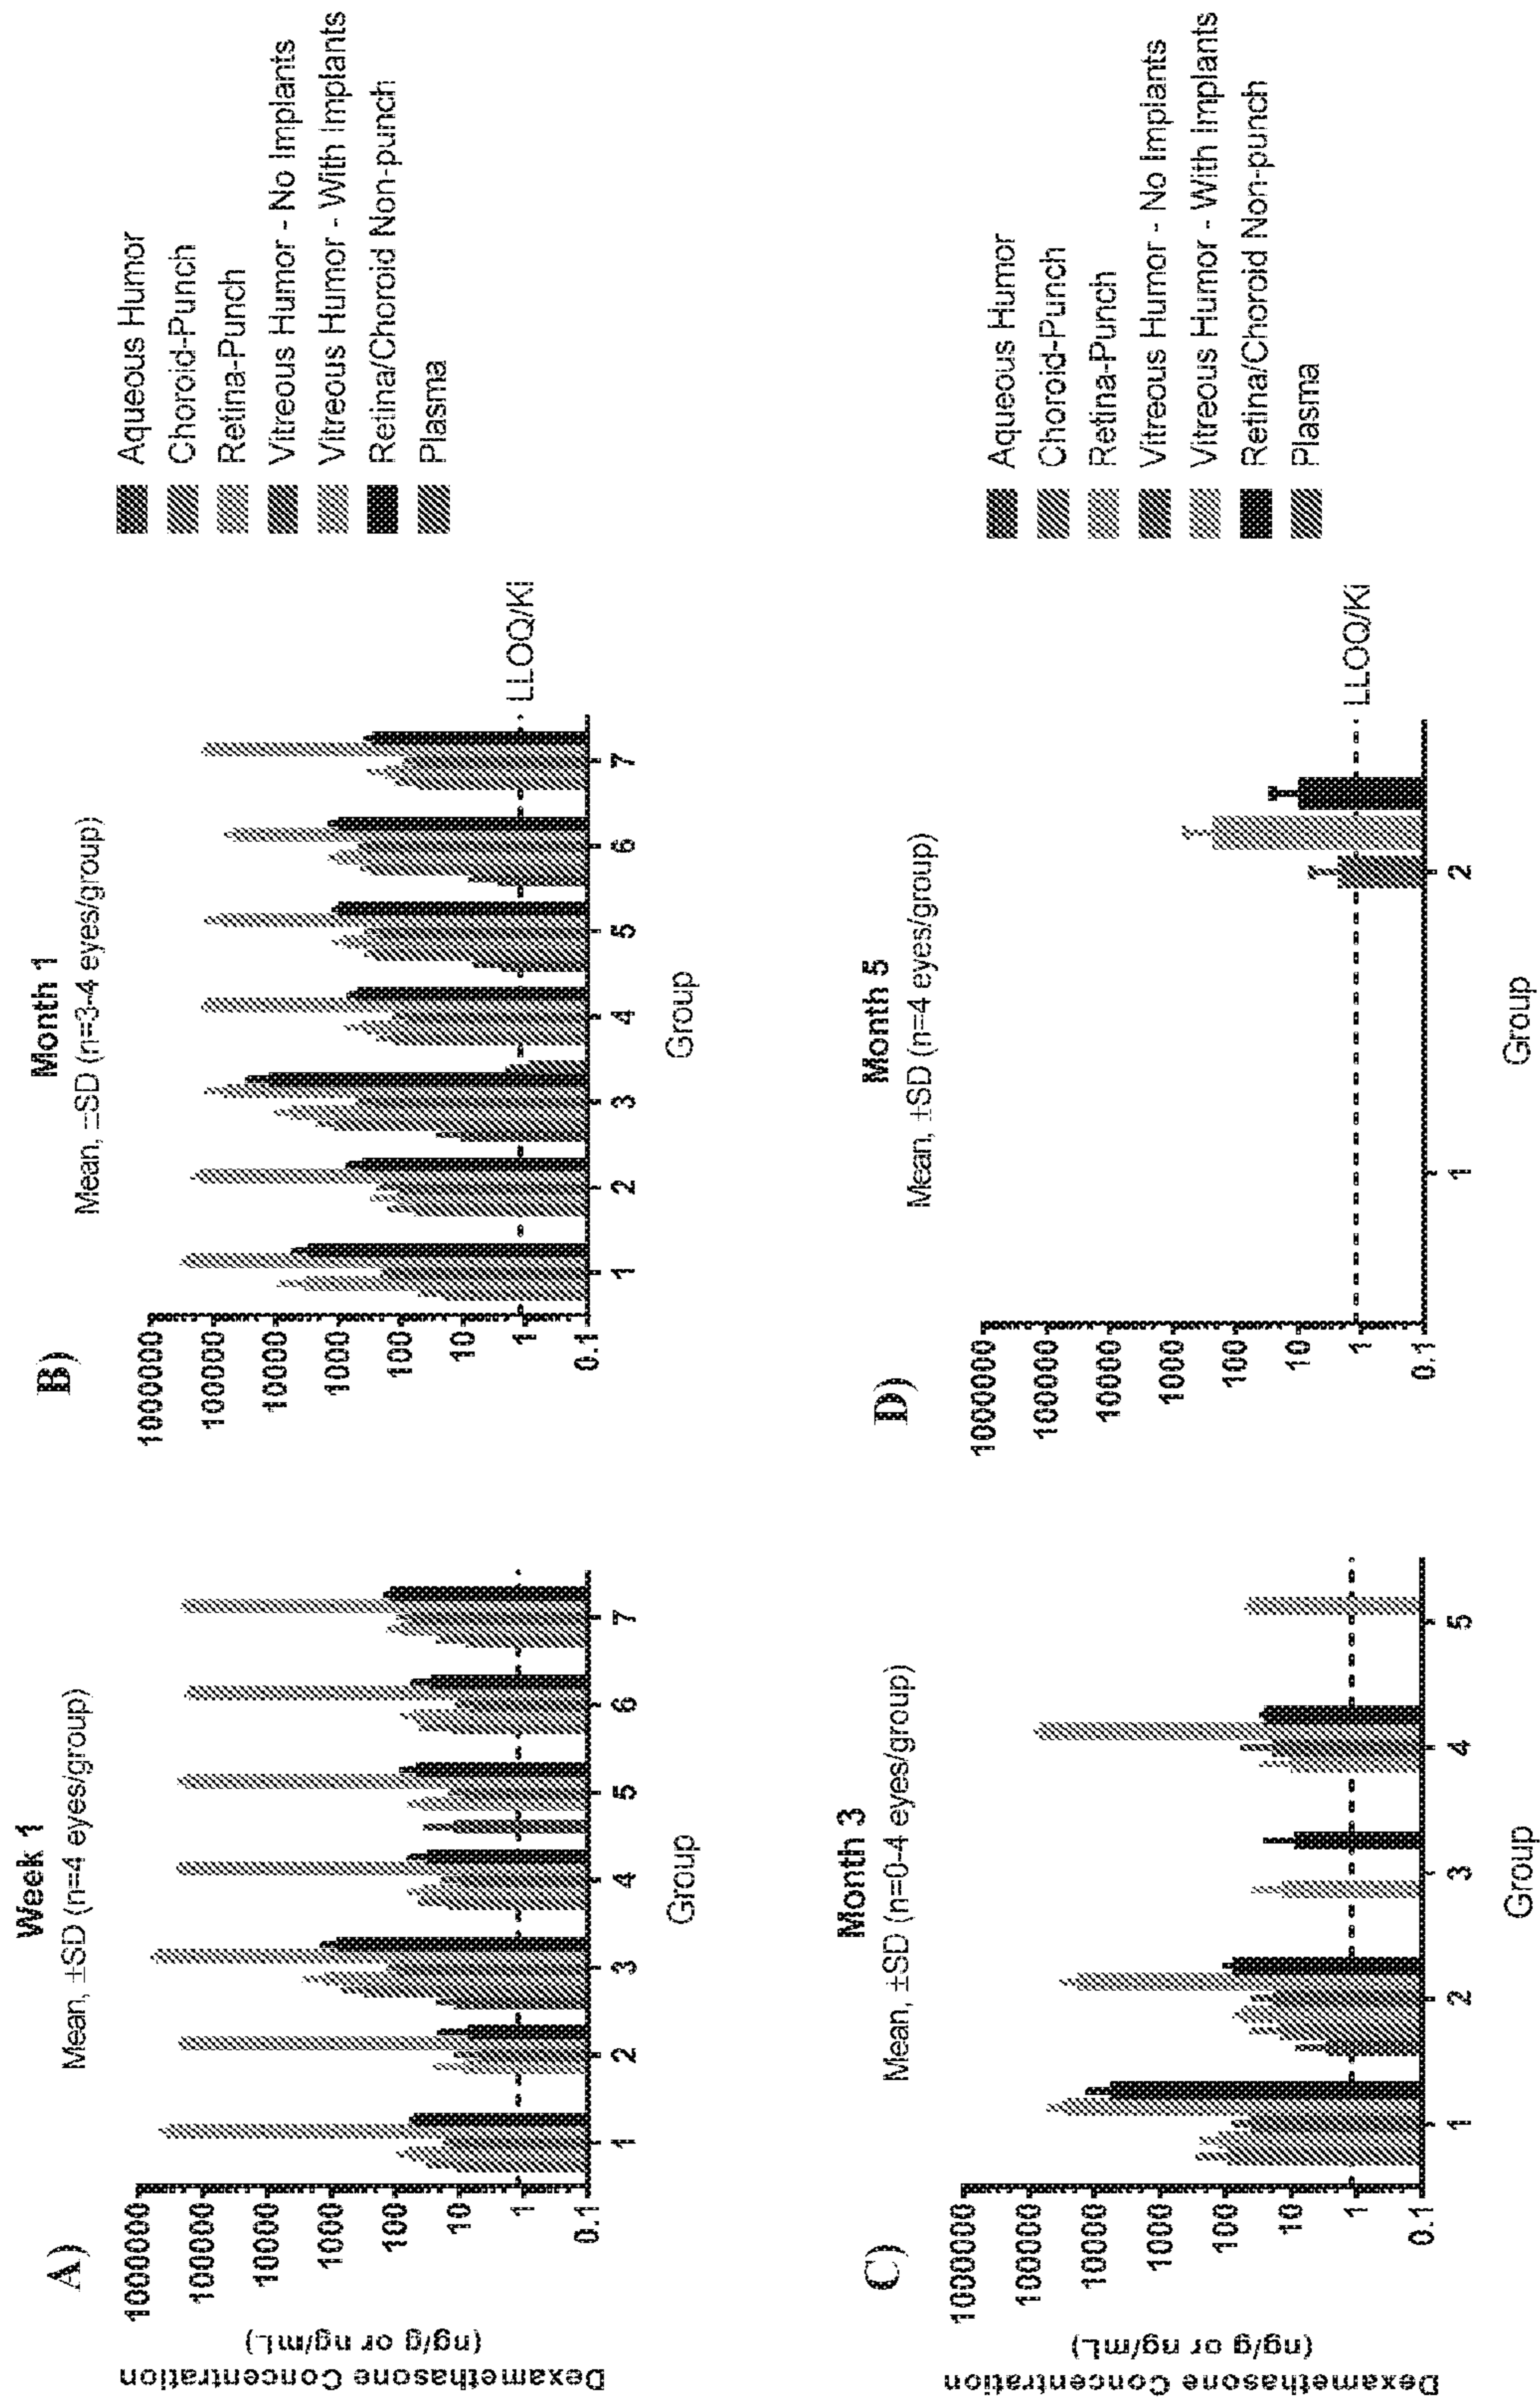 A)
Week 1
Mean, ±SD (n=4 eyes/group)
Dexamethasone Concentration
(ng/g or ng/mL)
1000000
100000
10000
1000
100
10
1
0.1
1 2 3 4 5 6 7
Group
B)
Month 1
Mean, ±SD (n=3-4 eyes/group)
1000000
100000
10000
1000
100
10
1
0.1
1 2 3 4 5 6 7
Group
LLOQ/Ki
Aqueous Humor
Choroid-Punch
Retina-Punch
Vitreous Humor - No Implants
Vitreous Humor - With Implants
Retina/Choroid Non-punch
Plasma
C)
Month 3
Mean, ±SD (n=0-4 eyes/group)
Dexamethasone Concentration
(ng/g or ng/mL)
1000000
100000
10000
1000
100
10
1
0.1
1 2 3 4 5
Group
D)
Month 5
Mean, ±SD (n=4 eyes/group)
1000000
100000
10000
1000
100
10
1
0.1
1 2
Group
LLOQ/Ki
Aqueous Humor
Choroid-Punch
Retina-Punch
Vitreous Humor - No Implants
Vitreous Humor - With Implants
Retina/Choroid Non-punch
Plasma